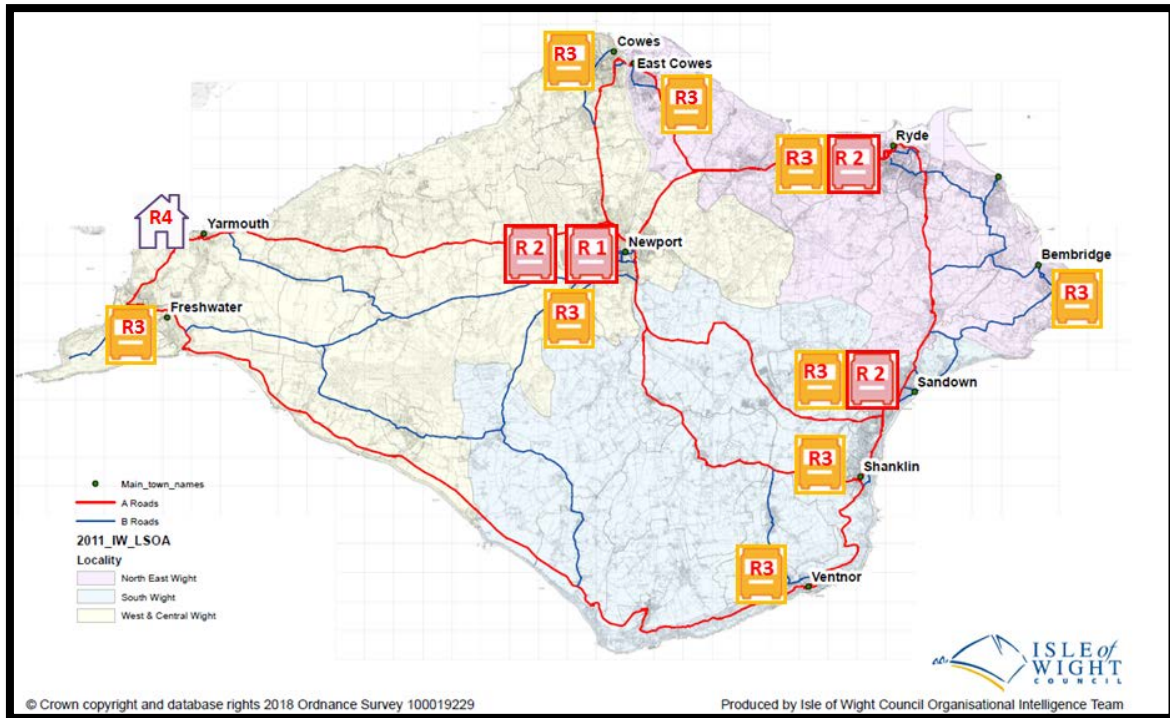 Cowes
R3
East Cowes
R3
Ryde
R3
R 2
R4
Yarmouth
Newport
R 2
R 1
Bembridge
R3
Freshwater
R3
R3
R3
R 2
Sandown
R3
Shanklin
R3
Ventnor
Main_town_names
A Roads
B Roads
2011_IW_LSOA
Locality
North East Wight
South Wight
West & Central Wight
ISLE of
WIGHT
COUNCIL
© Crown copyright and database rights 2018 Ordnance Survey 100019229
Produced by Isle of Wight Council Organisational Intelligence Team